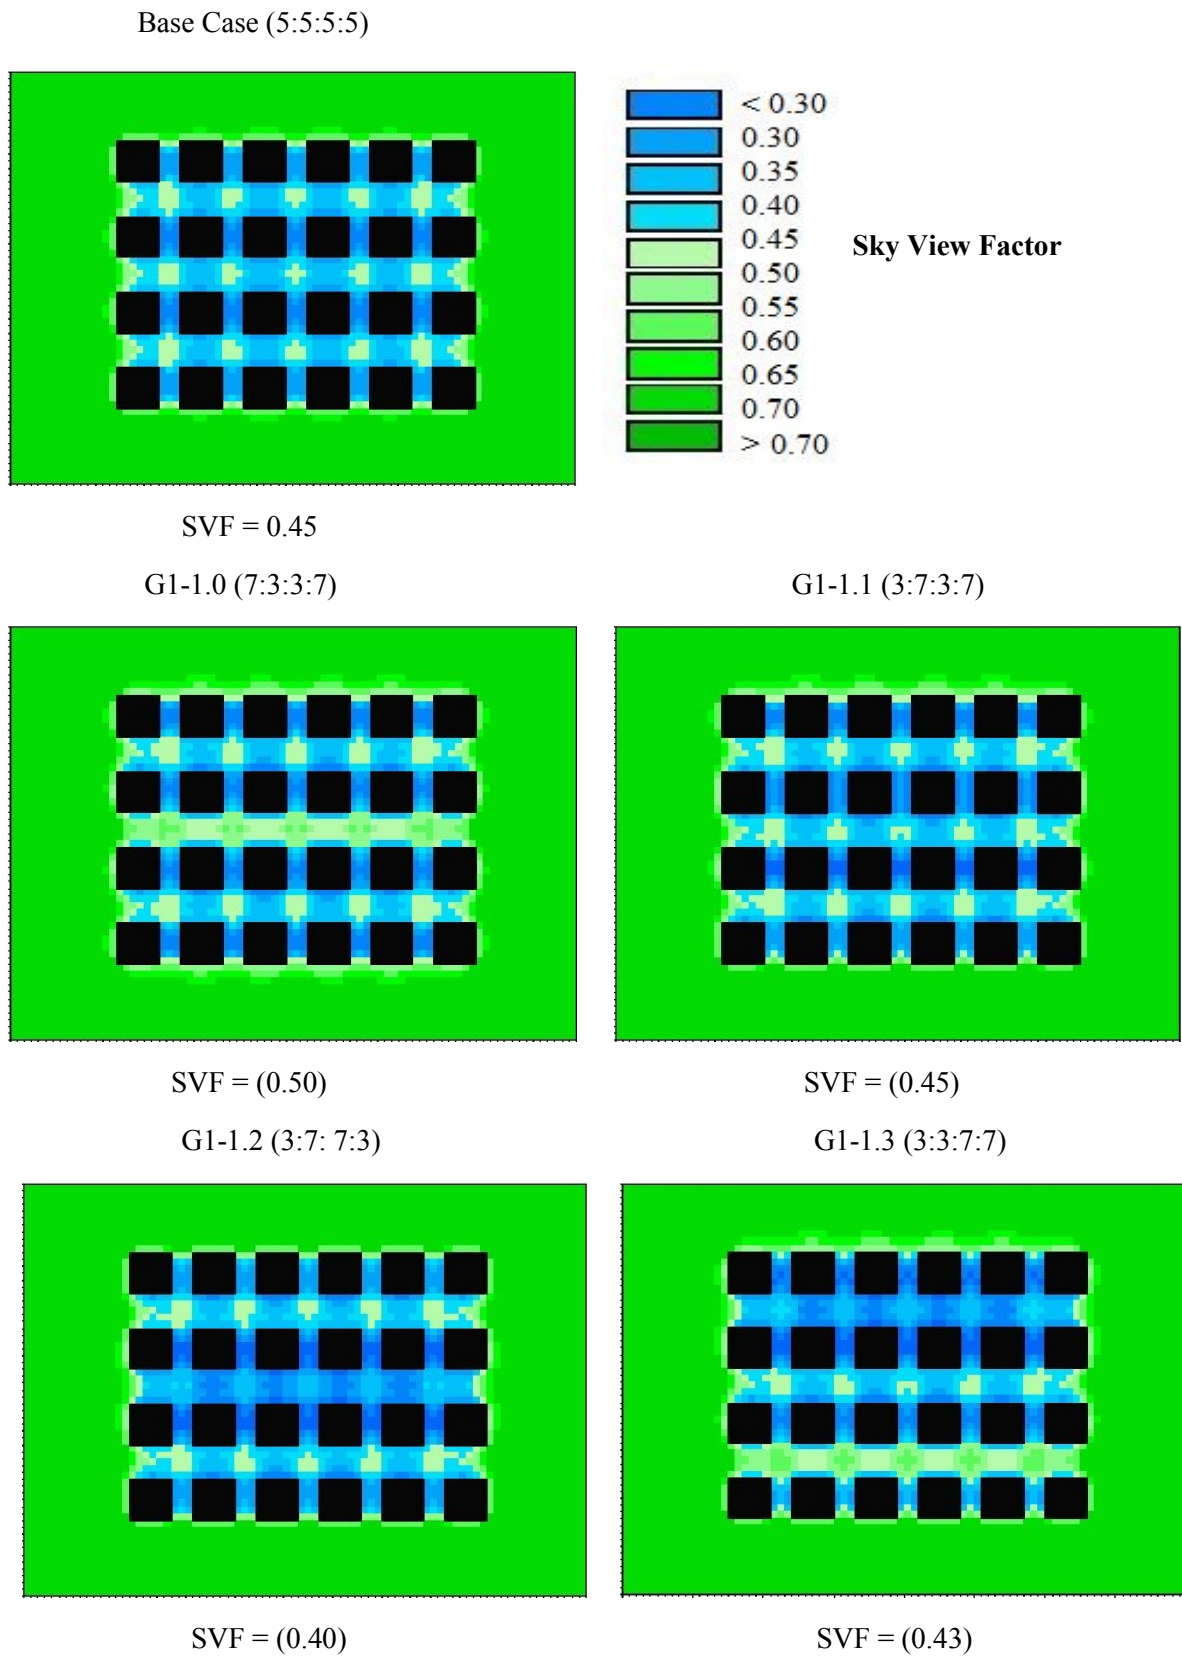 Base Case (5:5:5:5)
< 0.30
0.30
0.35
0.40
0.45
0.50
0.55
0.60
0.65
0.70
> 0.70
Sky View Factor
SVF = 0.45
G1-1.0 (7:3:3:7)
G1-1.1 (3:7:3:7)
SVF = (0.50)
SVF = (0.45)
G1-1.2 (3:7: 7:3)
G1-1.3 (3:3:7:7)
SVF = (0.40)
SVF = (0.43)